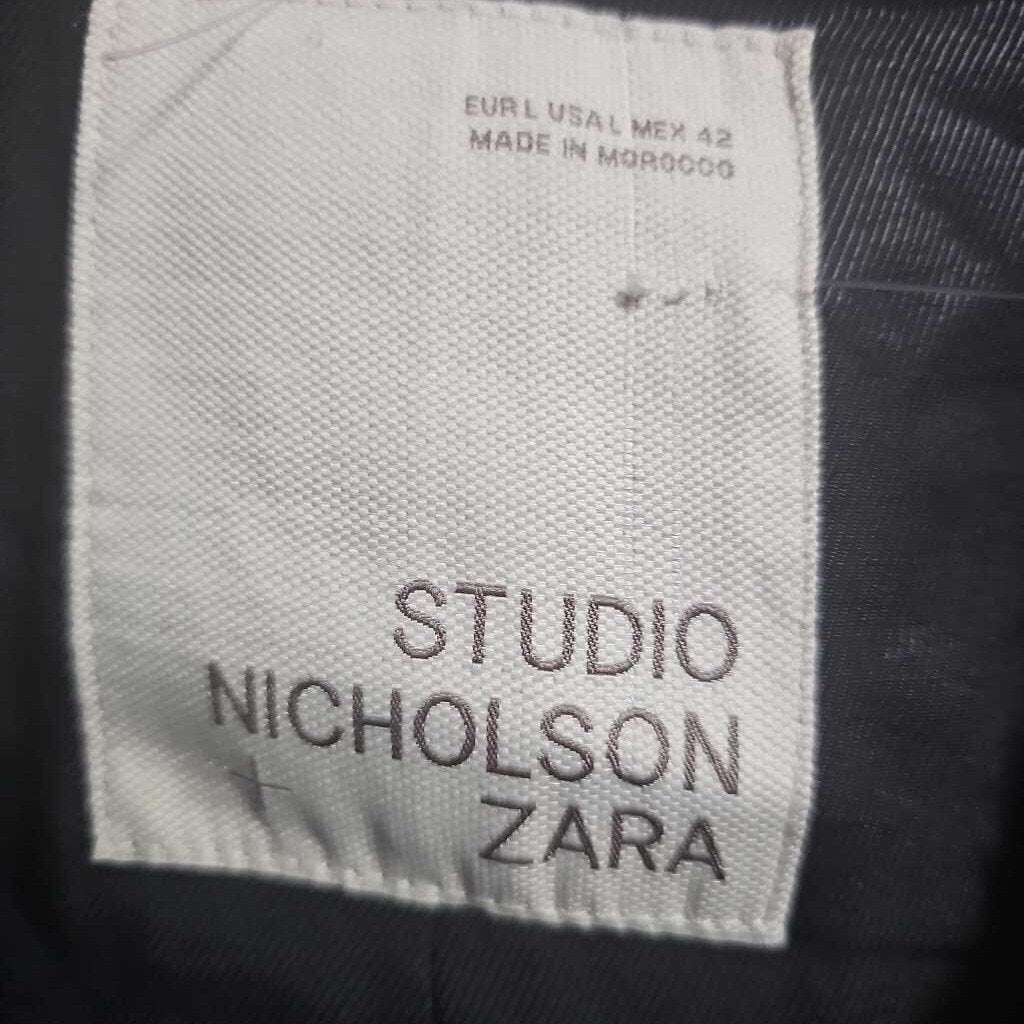 EUR L USA L MEX 42
MADE IN MOROCCO
STUDIO
NICHOLSON
ZARA